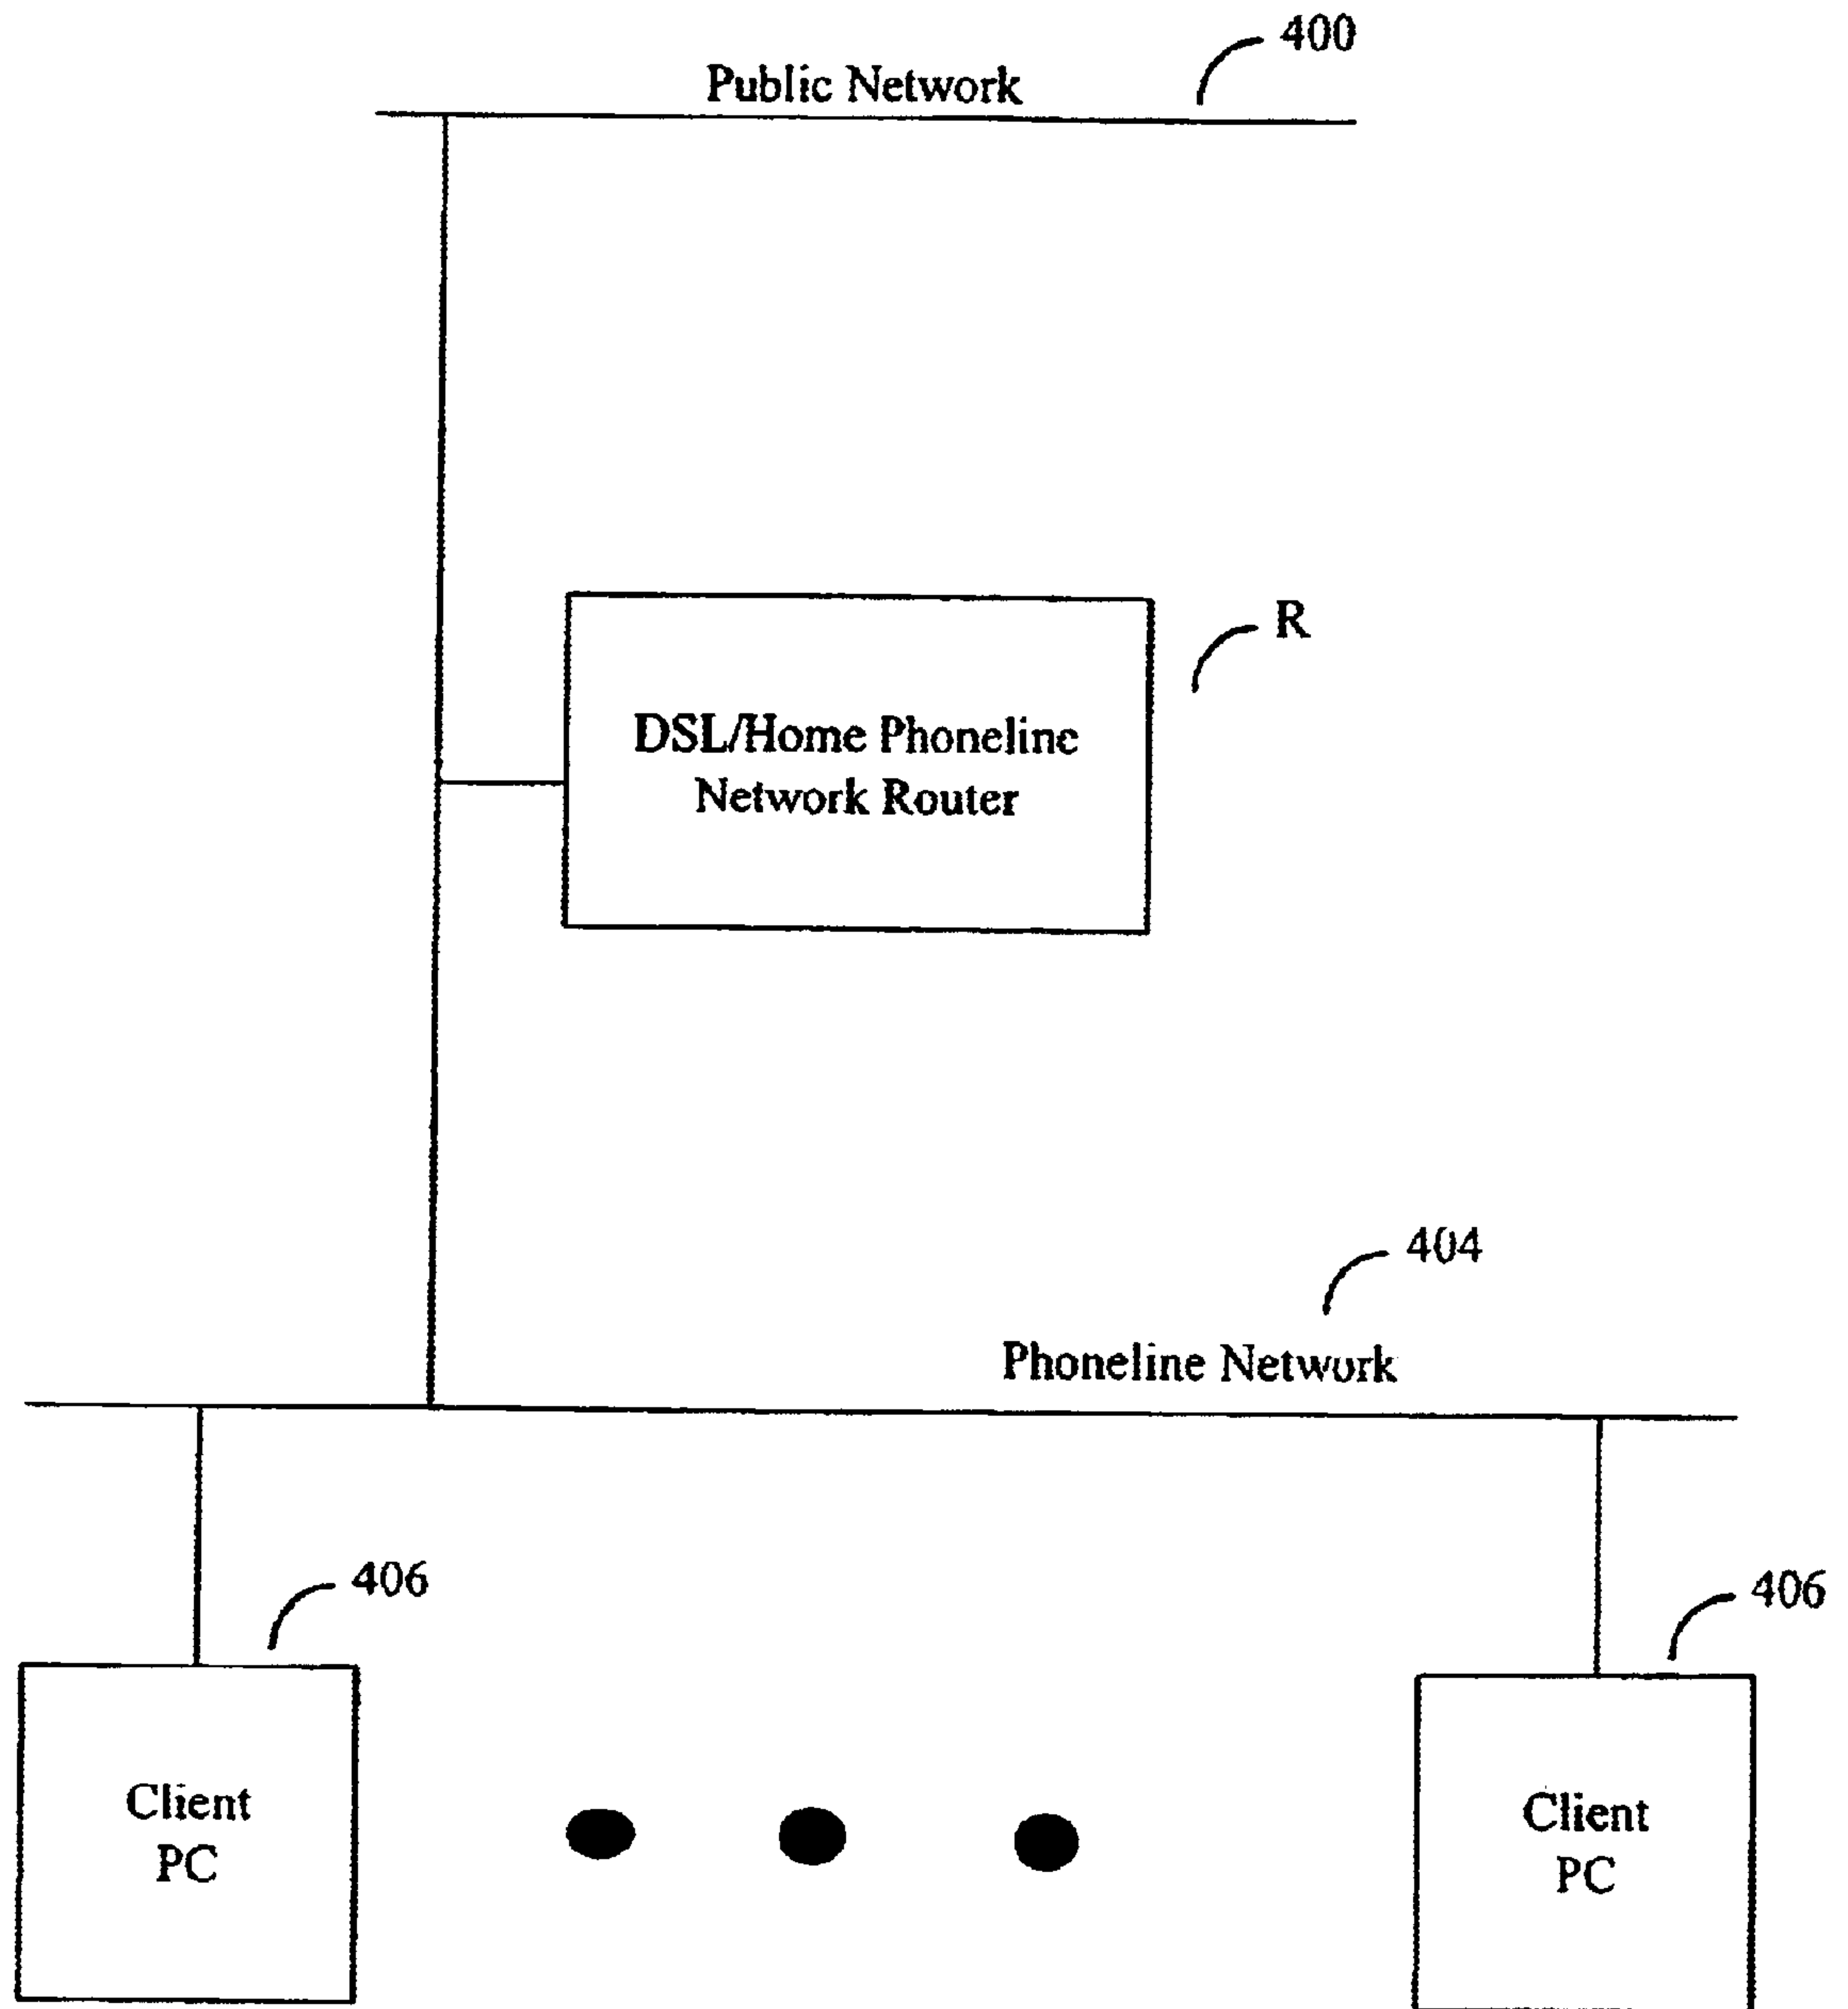 400
Public Network
R
DSL/Home Phoneline
Network Router
404
Phoneline Network
406
406
Client
PC
Client
PC